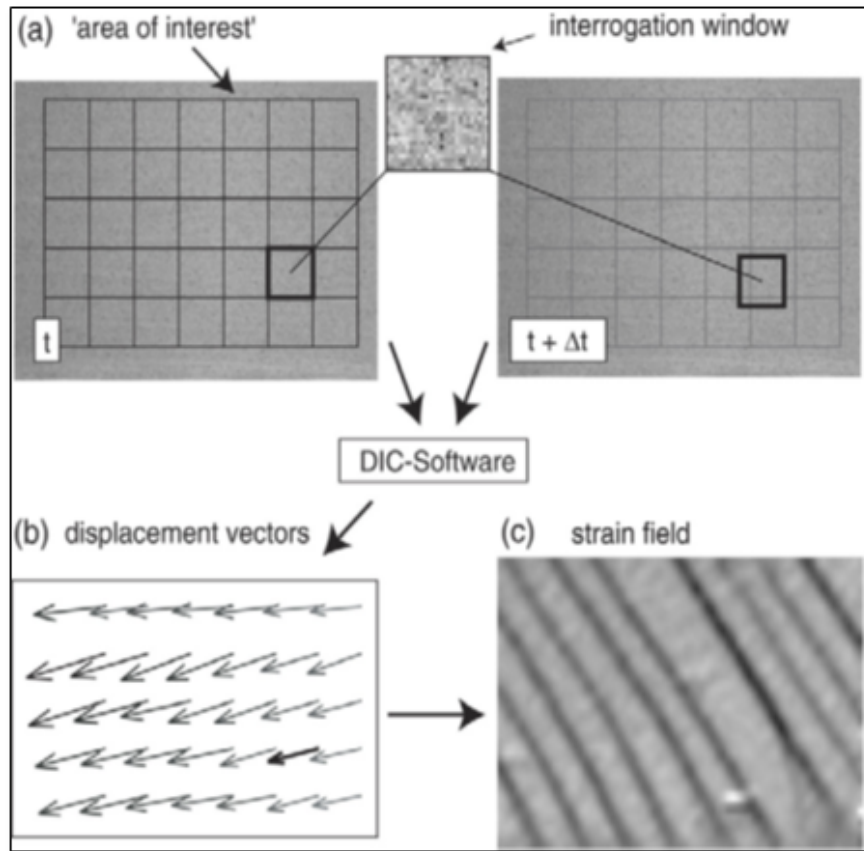 (a) 'area of interest'
interrogation window
t
t + Δt
DIC-Software
(b) displacement vectors
(c) strain field